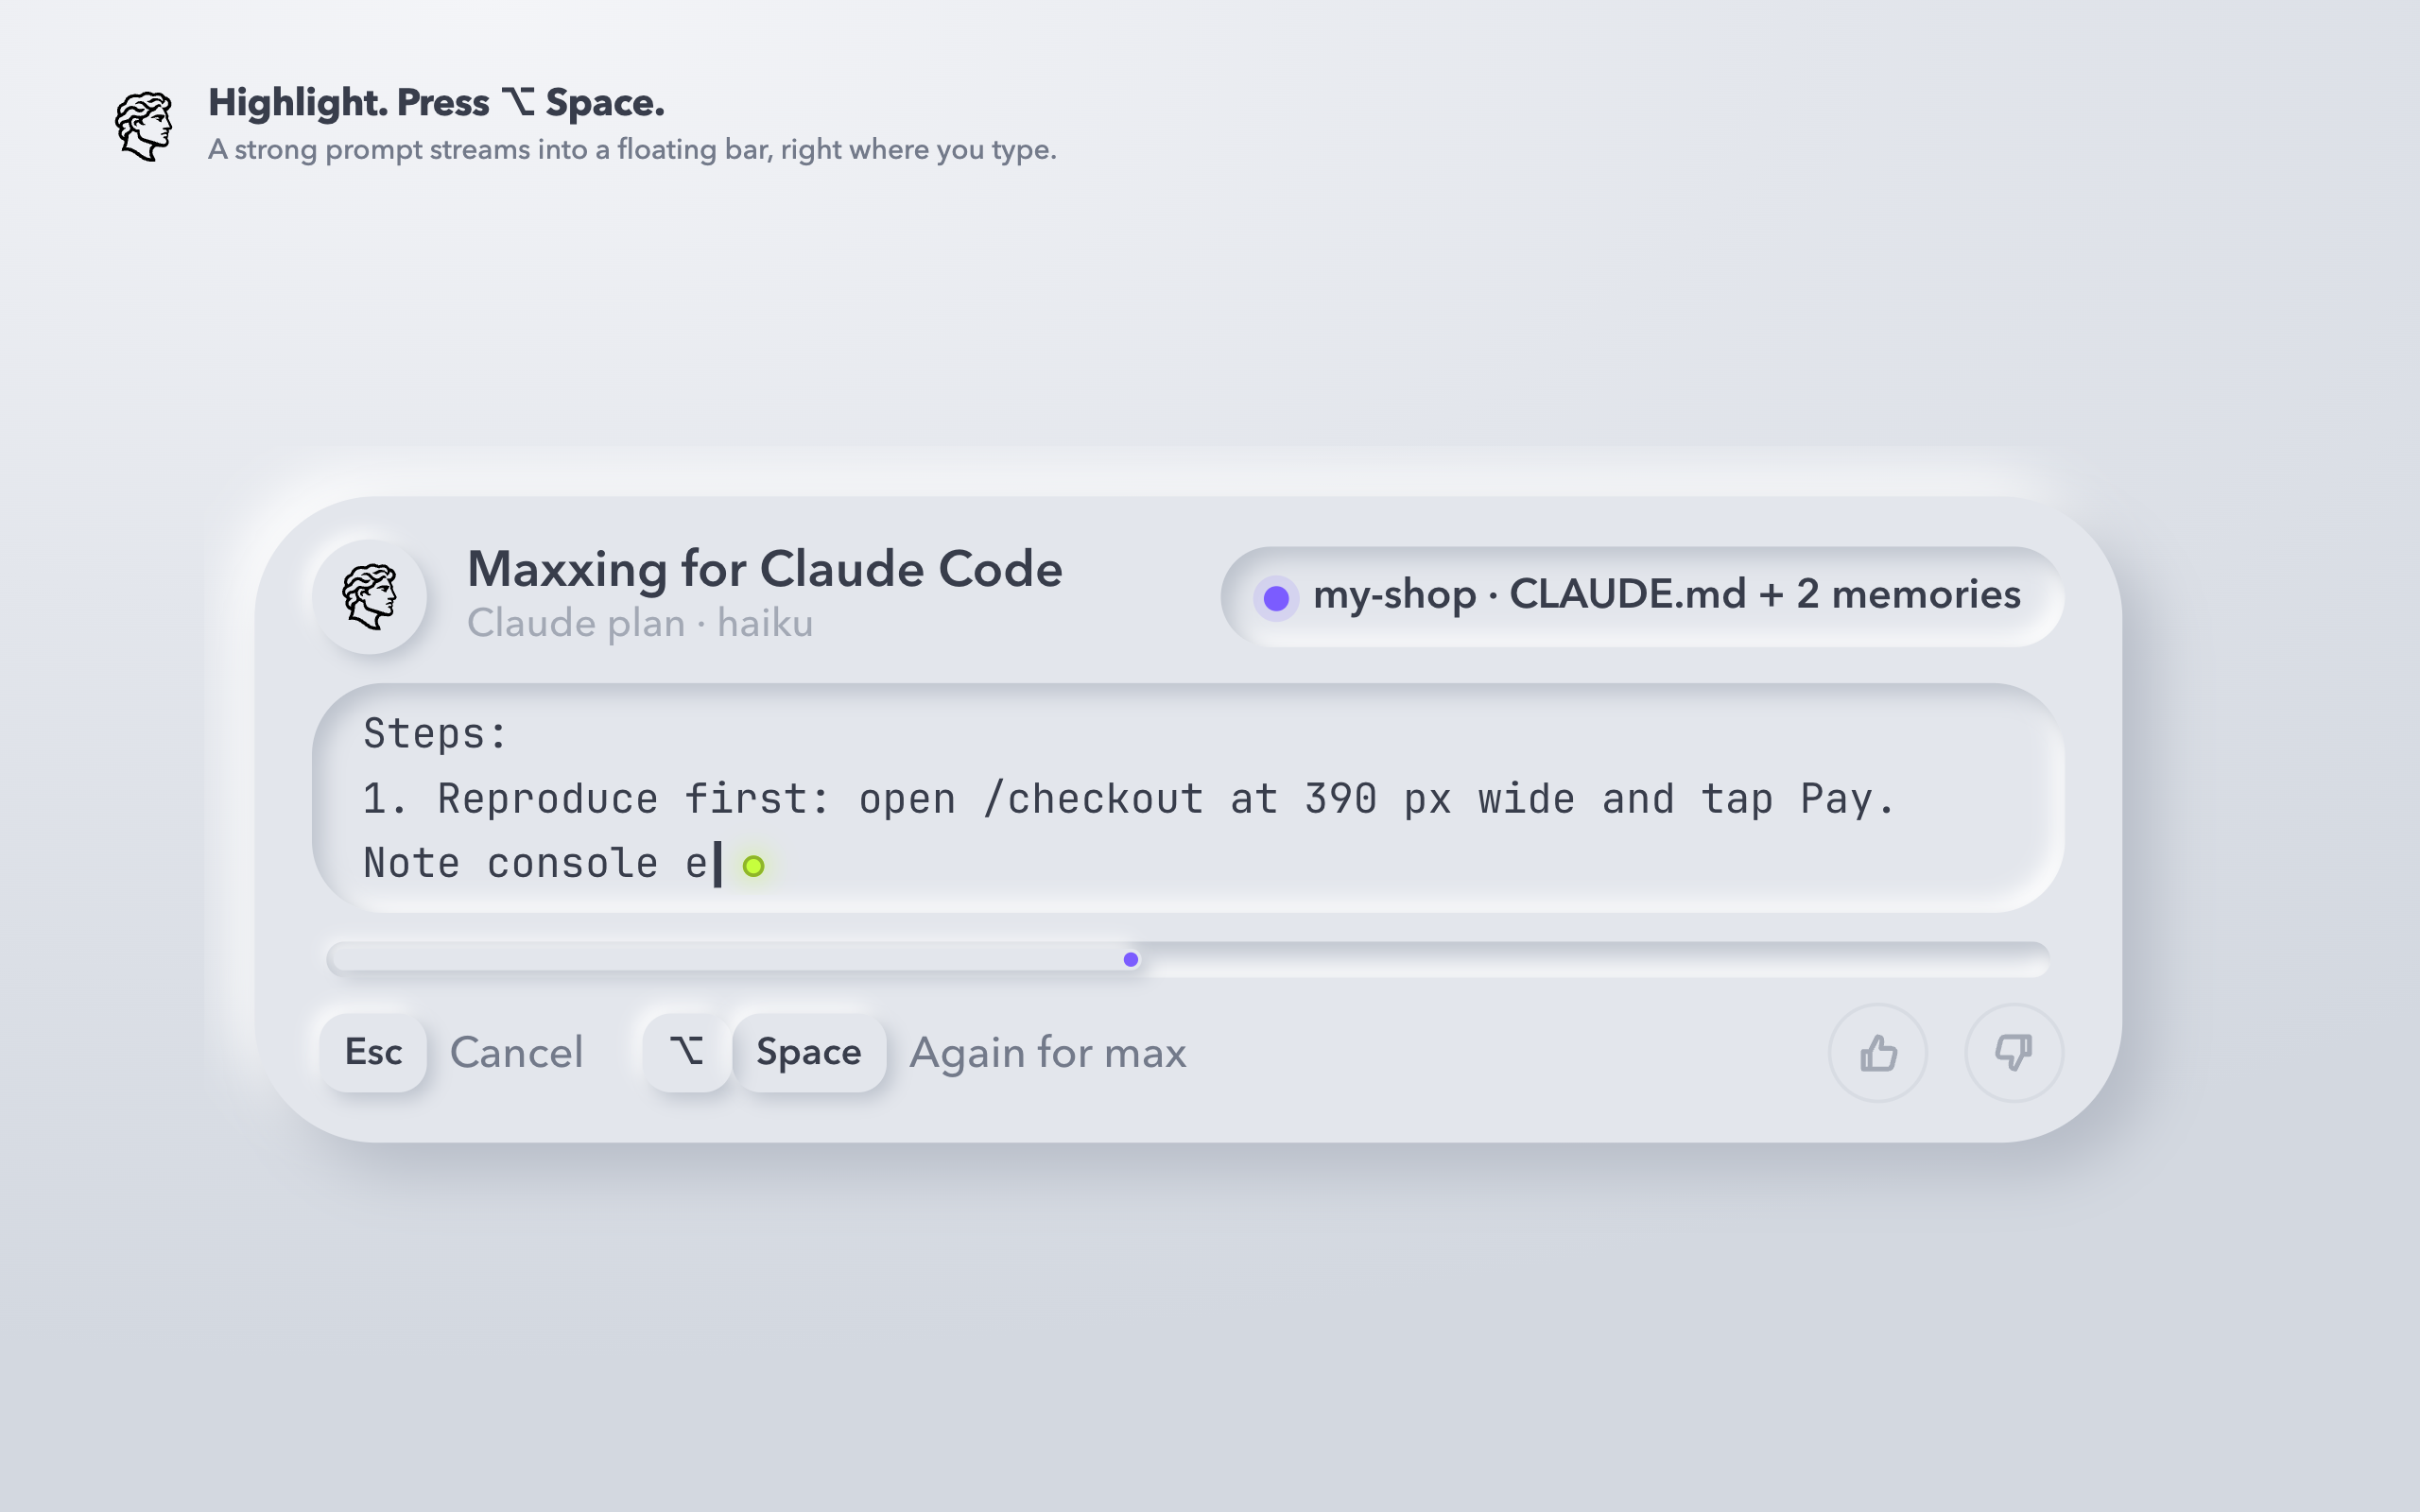 Highlight. Press ⌥ Space.
A strong prompt streams into a floating bar, right where you type.
Maxxing for Claude Code
Claude plan · haiku
my-shop · CLAUDE.md + 2 memories
Steps:
1. Reproduce first: open /checkout at 390 px wide and tap Pay.
Note console e
Esc Cancel ⌥ Space Again for max